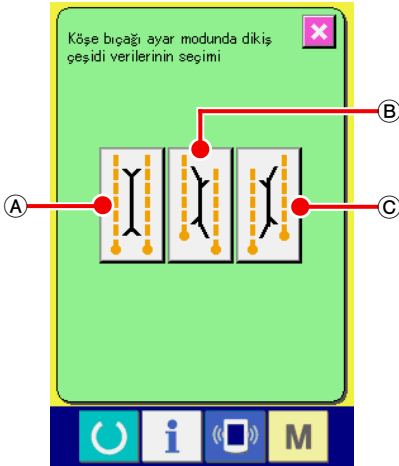 Köşe bıçağı ayar modunda dikiş
çeşidi verilerinin seçimi
B
A
C
i
M